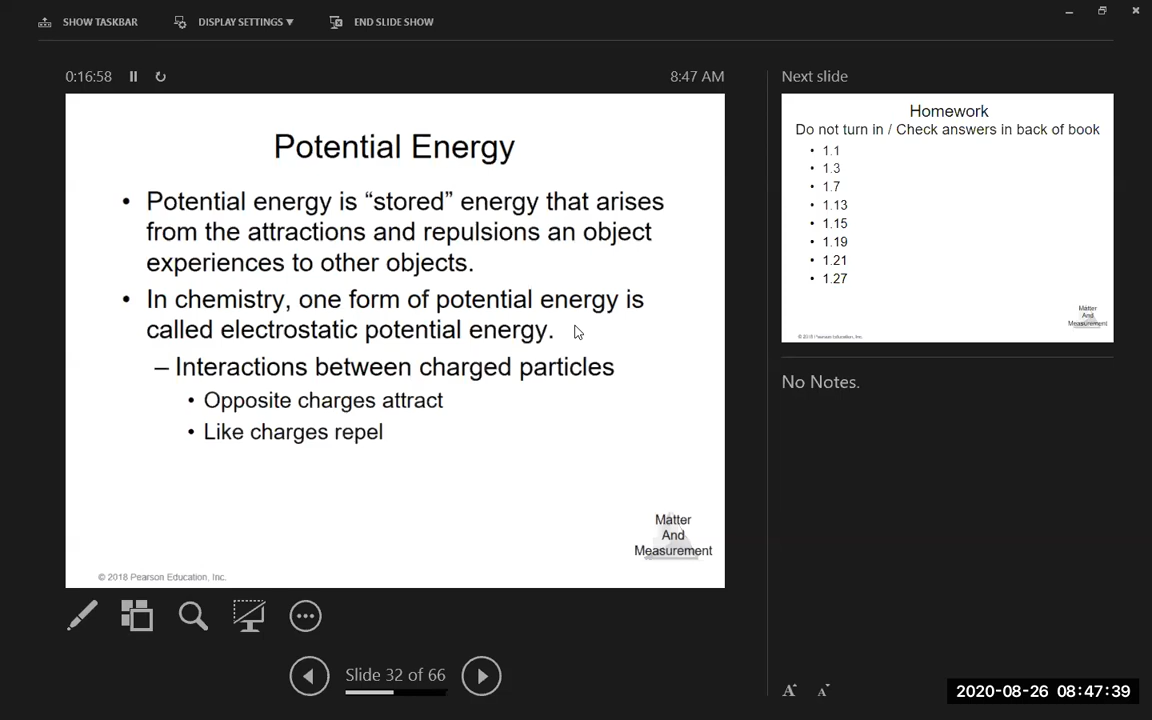 SHOW TASKBAR
DISPLAY SETTINGS ▼
END SLIDE SHOW
0:16:58
8:47 AM
Potential Energy
• Potential energy is “stored” energy that arises
from the attractions and repulsions an object
experiences to other objects.
• In chemistry, one form of potential energy is
called electrostatic potential energy.
– Interactions between charged particles
• Opposite charges attract
• Like charges repel
Matter
And
Measurement
© 2018 Pearson Education, Inc.
Slide 32 of 66
Next slide
Homework
Do not turn in / Check answers in back of book
• 1.1
• 1.3
• 1.7
• 1.13
• 1.15
• 1.19
• 1.21
• 1.27
Matter
And
Measurement
© 2018 Pearson Education, Inc.
No Notes.
A A
2020-08-26 08:47:39